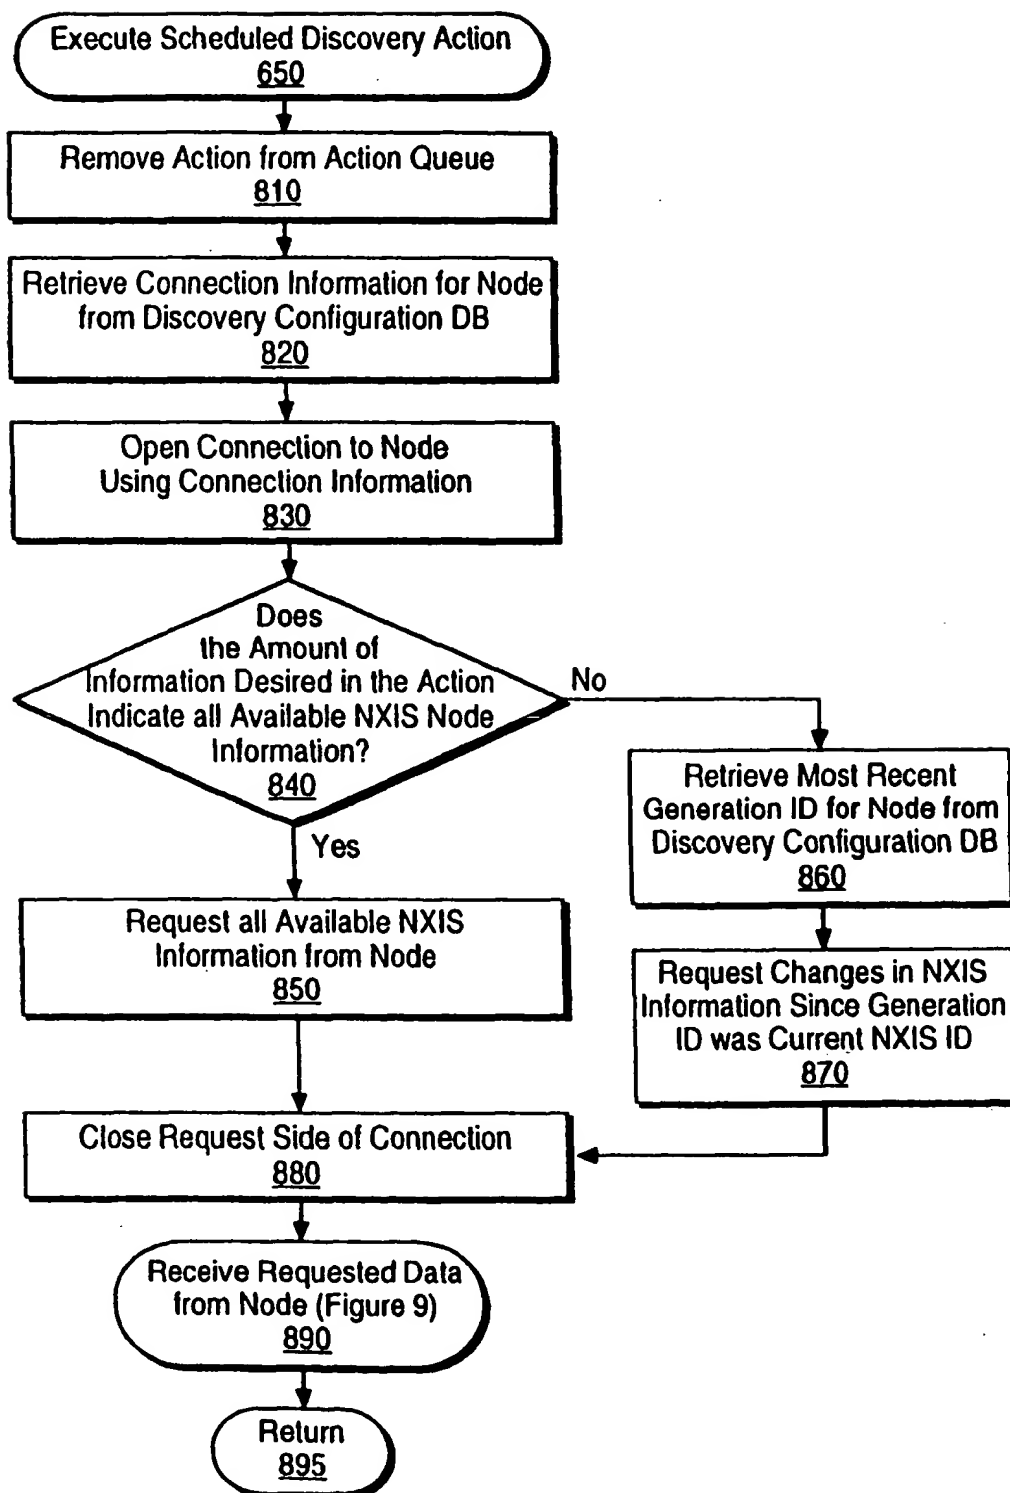 Execute Scheduled Discovery Action
650
Remove Action from Action Queue
810
Retrieve Connection Information for Node
from Discovery Configuration DB
820
Open Connection to Node
Using Connection Information
830
Does
the Amount of
Information Desired in the Action
Indicate all Available NXIS Node
Information?
840
No
Yes
Retrieve Most Recent
Generation ID for Node from
Discovery Configuration DB
860
Request all Available NXIS
Information from Node
850
Request Changes in NXIS
Information Since Generation
ID was Current NXIS ID
870
Close Request Side of Connection
880
Receive Requested Data
from Node (Figure 9)
890
Return
895